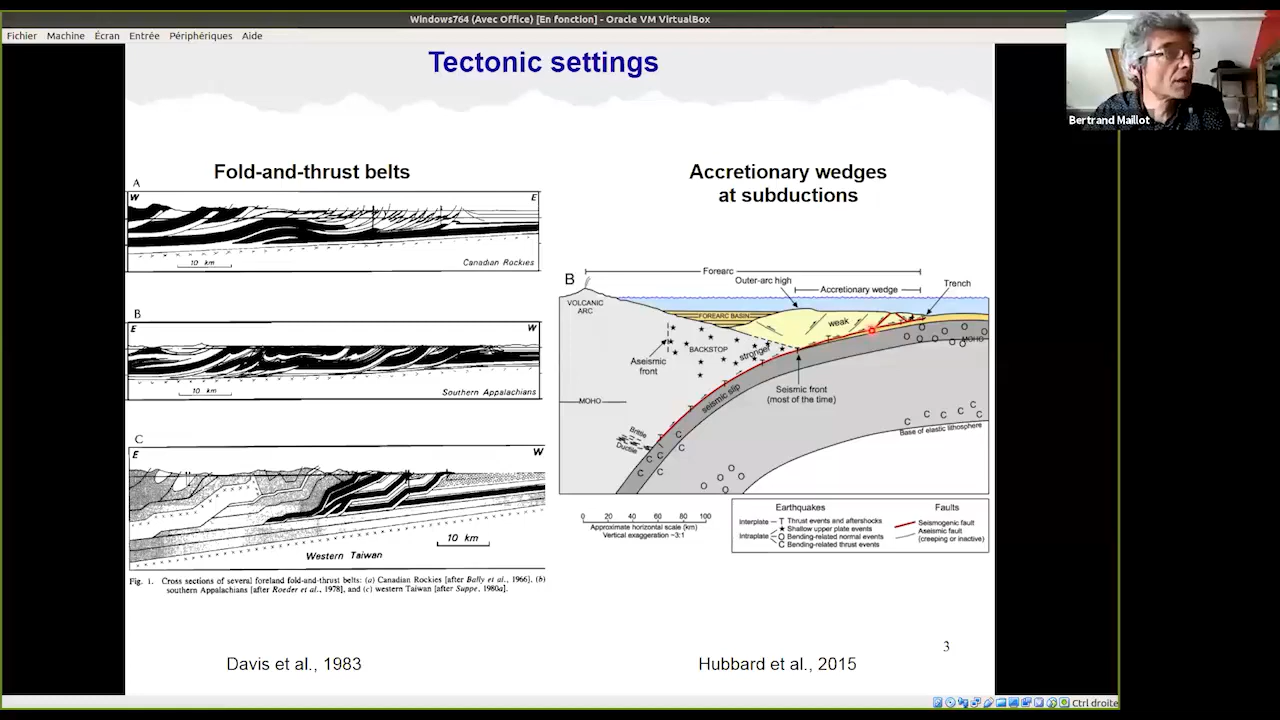 Windows764 (Avec Office) [En fonction] - Oracle VM VirtualBox
Fichier Machine Écran Entrée Périphériques Aide
Bertrand Maillot
Tectonic settings
Fold-and-thrust belts
A
W
E
10 km
Canadian Rockies
B
E
W
10 km
Southern Appalachians
C
E
W
10 km
Western Taiwan
Fig. 1. Cross sections of several foreland fold-and-thrust belts: (a) Canadian Rockies [after Bally et al., 1966], (b)
southern Appalachians [after Roeder et al., 1978], and (c) western Taiwan [after Suppe, 1980a].
Davis et al., 1983
Accretionary wedges
at subductions
B
Forearc
Outer-arc high
Trench
Accretionary wedge
VOLCANIC
ARC
FOREARC BASIN
weak
BACKSTOP
stronger
MOHO
Aseismic
front
seismic slip
Seismic front
(most of the time)
MOHO
Brittle
Ductile
Base of elastic lithosphere
0 20 40 60 80 100
Approximate horizontal scale (km)
Vertical exaggeration ~3:1
Earthquakes
Faults
Interplate
T Thrust events and aftershocks
★ Shallow upper plate events
Intraplate
O Bending-related normal events
C Bending-related thrust events
Seismogenic fault
Aseismic fault
(creeping or inactive)
3
Hubbard et al., 2015
Ctrl droite